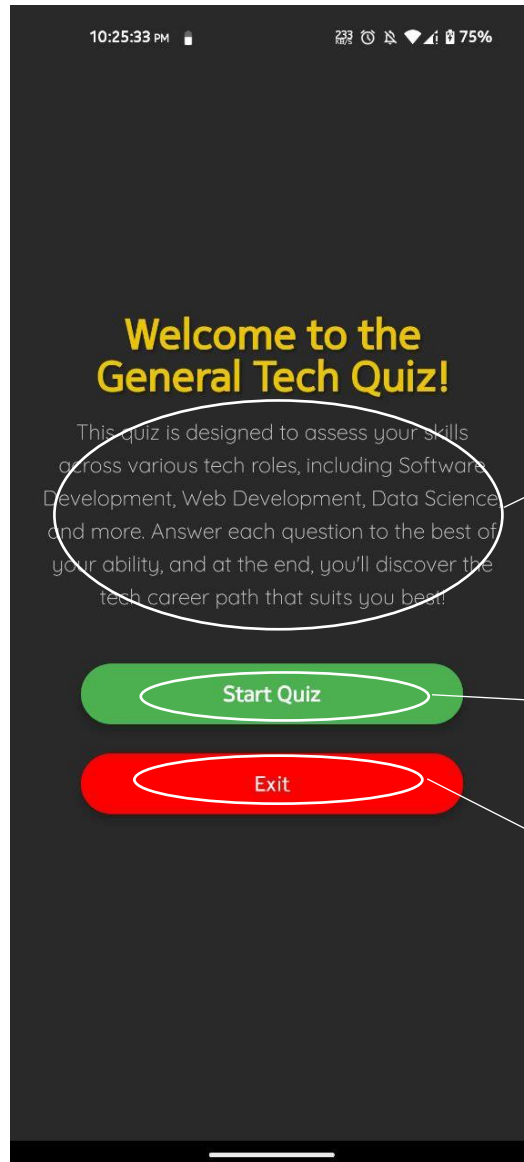 10:25:33 PM 233 KB/S 75%
Welcome to the
General Tech Quiz!
This quiz is designed to assess your skills
across various tech roles, including Software
Development, Web Development, Data Science
and more. Answer each question to the best of
your ability, and at the end, you'll discover the
tech career path that suits you best!
Start Quiz
Exit